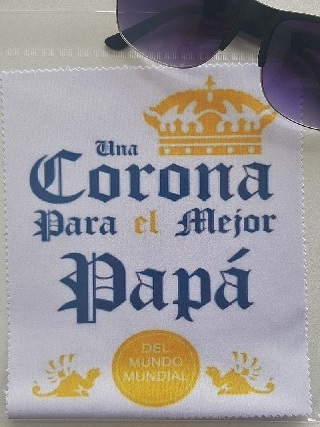 Una
Corona
Para el Mejor
Papá
DEL
MUNDO
MUNDIAL